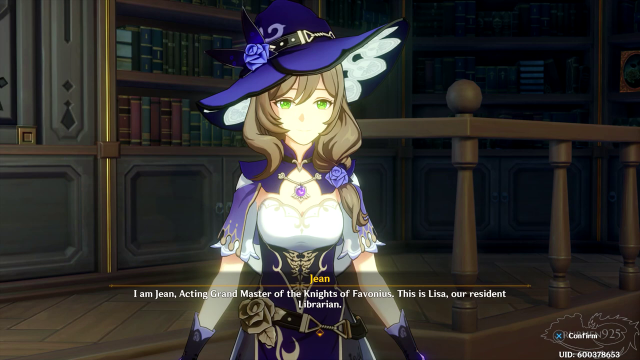 Jean
I am Jean, Acting Grand Master of the Knights of Favonius. This is Lisa, our resident
Librarian.
Confirm
UID: 600378653